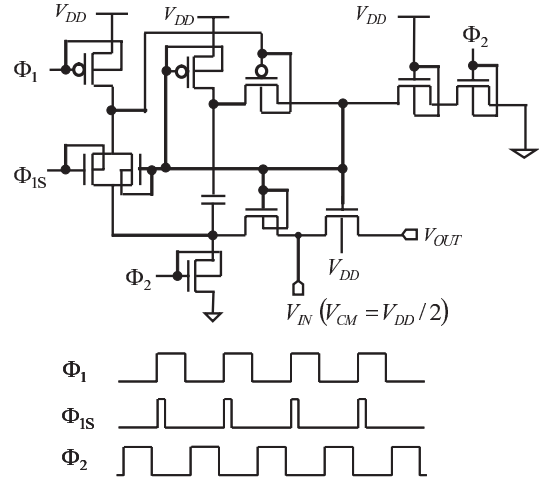 V_DD V_DD V_DD
Φ_2
Φ_1
Φ_1S
V_OUT
Φ_2 V_DD
V_IN (V_CM = V_DD / 2)
Φ_1
Φ_1S
Φ_2